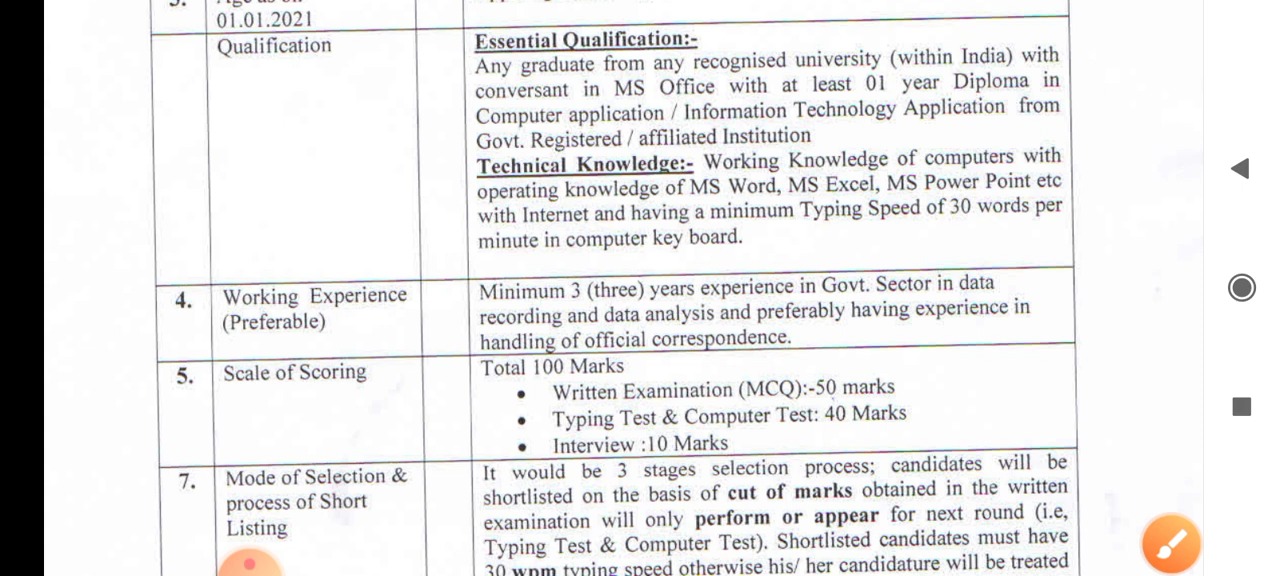 01.01.2021
Qualification
Essential Qualification:-
Any graduate from any recognised university (within India) with
conversant in MS Office with at least 01 year Diploma in
Computer application / Information Technology Application from
Govt. Registered / affiliated Institution
Technical Knowledge:- Working Knowledge of computers with
operating knowledge of MS Word, MS Excel, MS Power Point etc
with Internet and having a minimum Typing Speed of 30 words per
minute in computer key board.
4.
Working Experience
(Preferable)
Minimum 3 (three) years experience in Govt. Sector in data
recording and data analysis and preferably having experience in
handling of official correspondence.
5.
Scale of Scoring
Total 100 Marks
• Written Examination (MCQ):-50 marks
• Typing Test & Computer Test: 40 Marks
• Interview :10 Marks
7.
Mode of Selection &
process of Short
Listing
It would be 3 stages selection process; candidates will be
shortlisted on the basis of cut of marks obtained in the written
examination will only perform or appear for next round (i.e,
Typing Test & Computer Test). Shortlisted candidates must have
30 wpm typing speed otherwise his/ her candidature will be treated